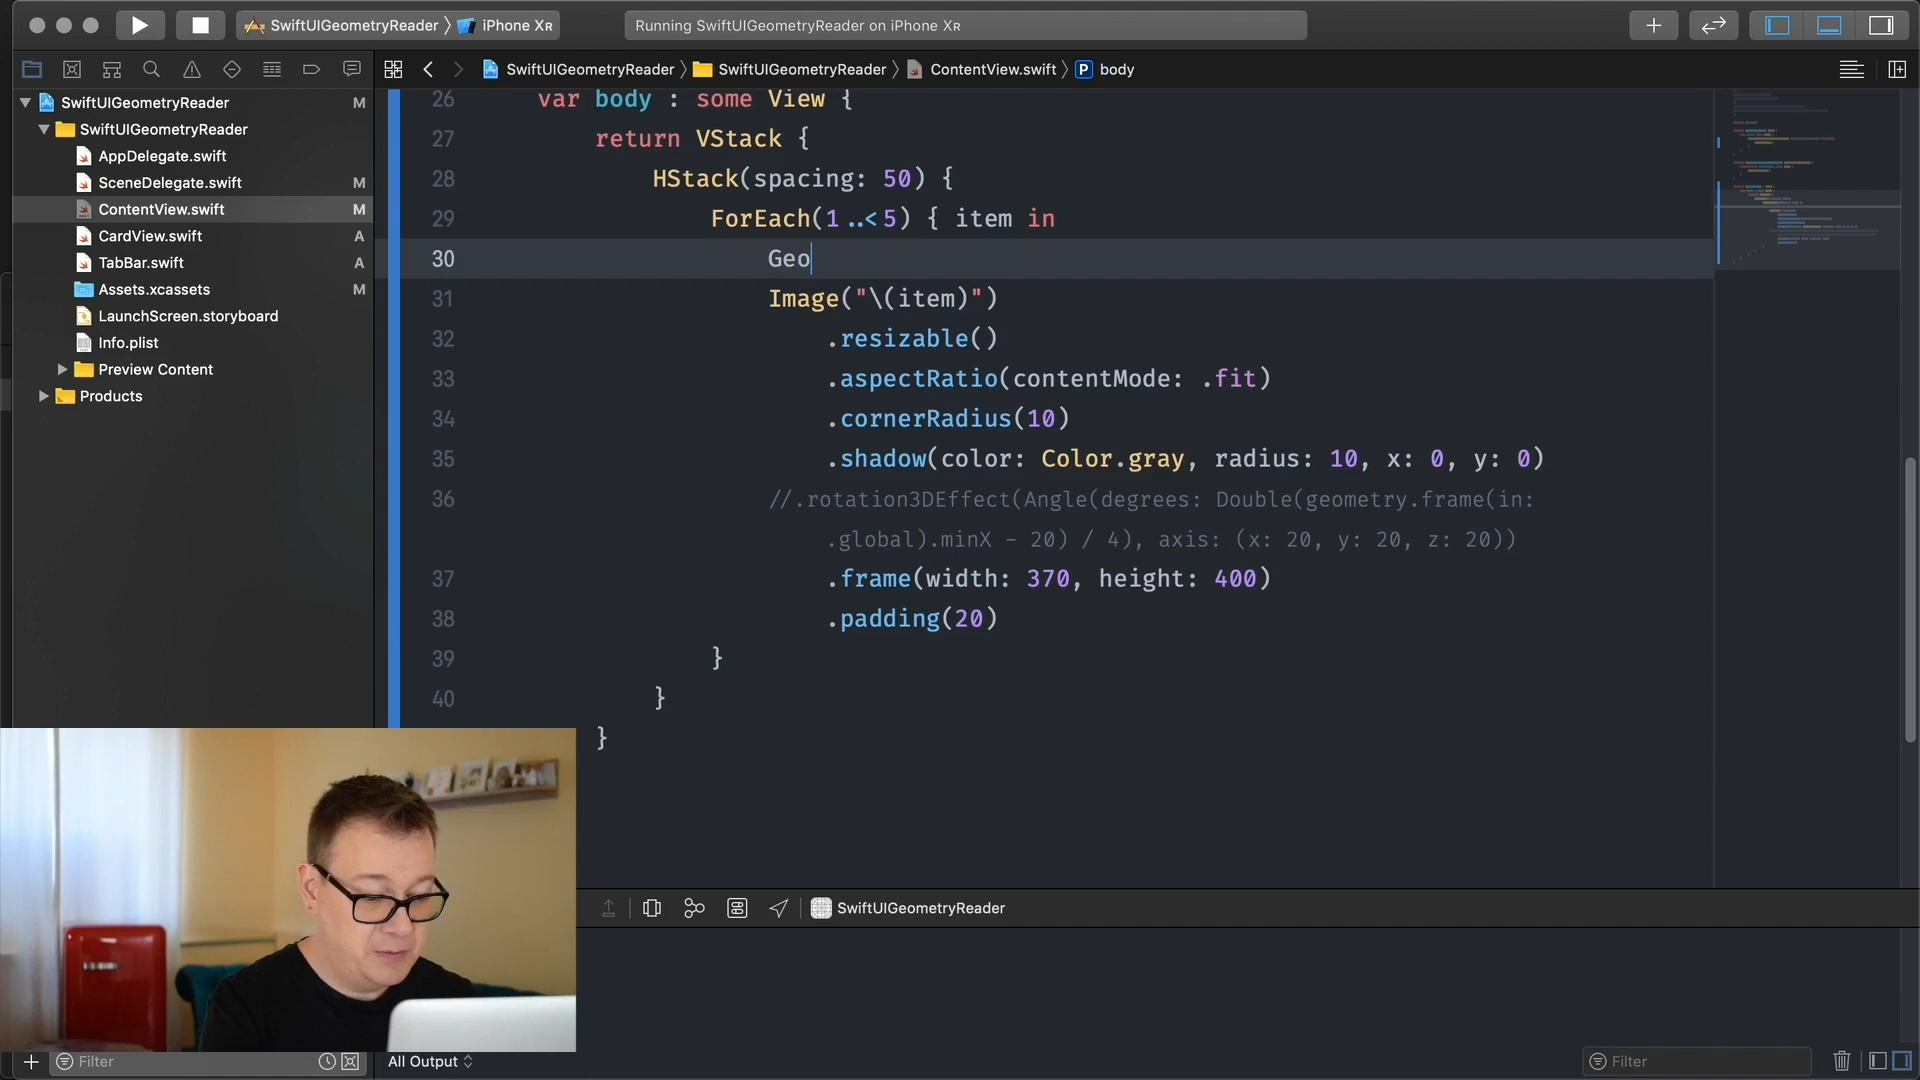 SwiftUIGeometryReader 〉 iPhone XR
Running SwiftUIGeometryReader on iPhone XR
SwiftUIGeometryReader 〉 SwiftUIGeometryReader 〉 ContentView.swift 〉 P body
SwiftUIGeometryReader M
SwiftUIGeometryReader
AppDelegate.swift
SceneDelegate.swift M
ContentView.swift M
CardView.swift A
TabBar.swift A
Assets.xcassets M
LaunchScreen.storyboard
Info.plist
Preview Content
Products
26 var body : some View {
27 return VStack {
28 HStack(spacing: 50) {
29 ForEach(1..<5) { item in
30 Geo
31 Image("\(item)")
32 .resizable()
33 .aspectRatio(contentMode: .fit)
34 .cornerRadius(10)
35 .shadow(color: Color.gray, radius: 10, x: 0, y: 0)
36 //.rotation3DEffect(Angle(degrees: Double(geometry.frame(in:
.global).minX - 20) / 4), axis: (x: 20, y: 20, z: 20))
37 .frame(width: 370, height: 400)
38 .padding(20)
39 }
40 }
}
SwiftUIGeometryReader
Filter
All Output
Filter